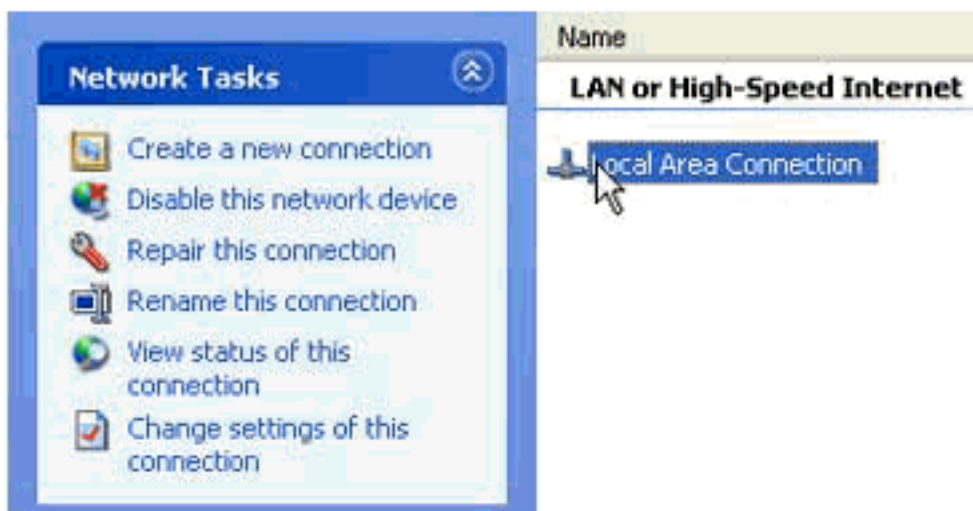 Network Tasks
Create a new connection
Disable this network device
Repair this connection
Rename this connection
View status of this
connection
Change settings of this
connection
Name
LAN or High-Speed Internet
Local Area Connection